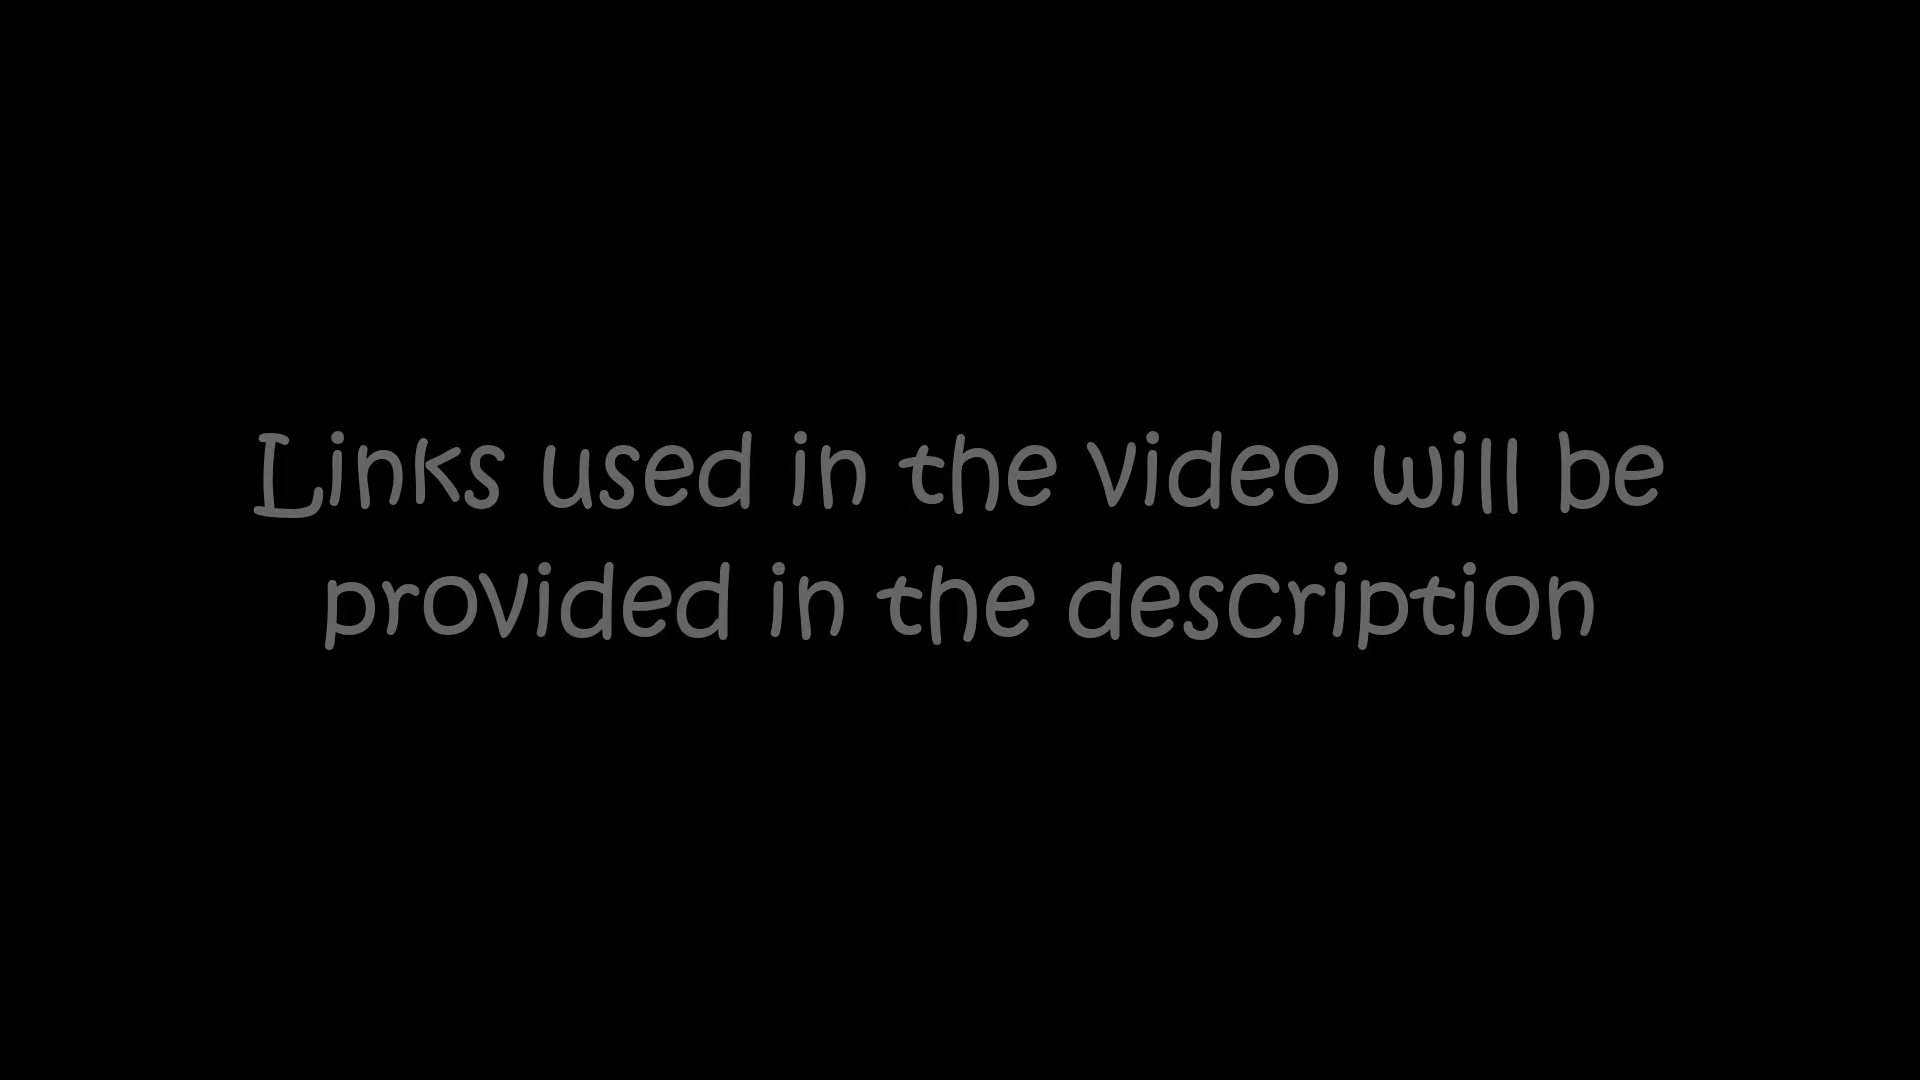 Links used in the video will be
provided in the description